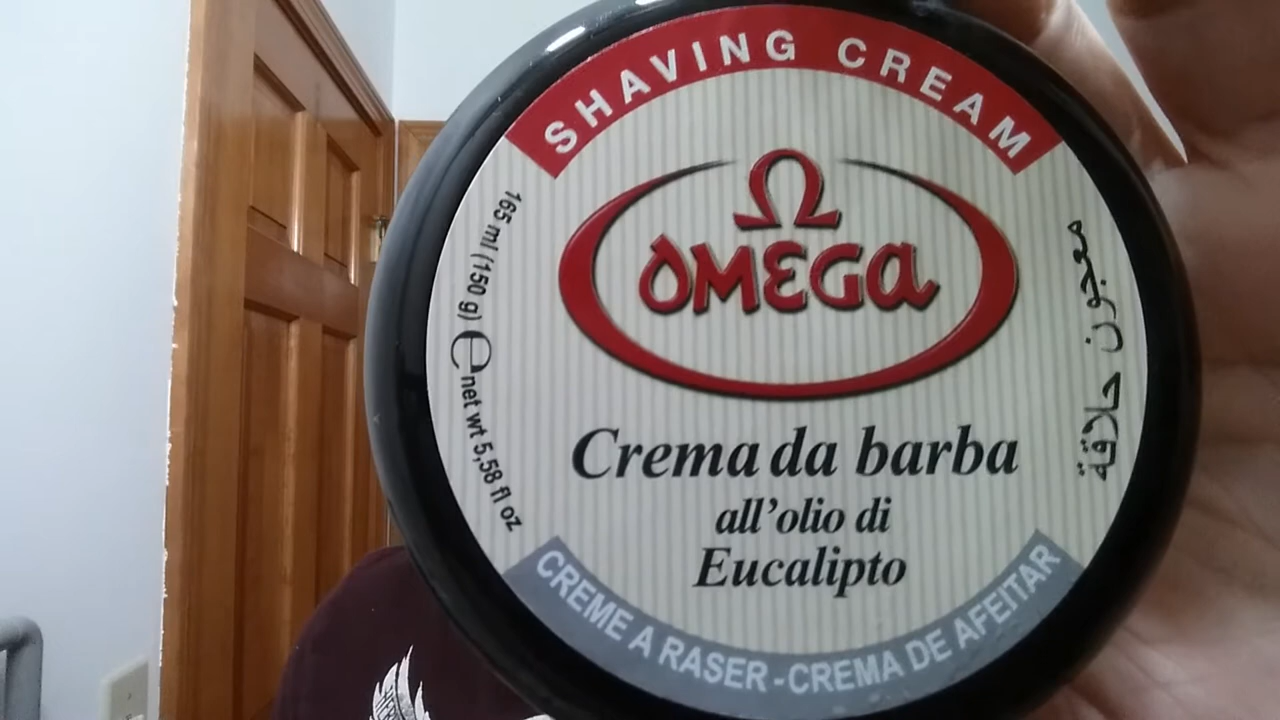 SHAVING CREAM
Ω
OMEGA
165 ml (150 g) ℮ net wt 5,58 fl oz
معجون حلاقة
Crema da barba
all'olio di
Eucalipto
CREME A RASER - CREMA DE AFEITAR